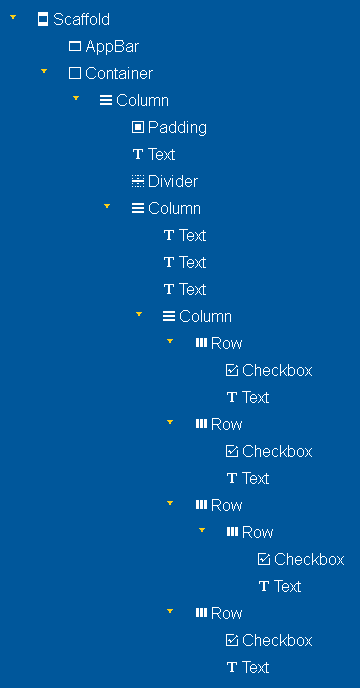 Scaffold
AppBar
Container
Column
Padding
Text
Divider
Column
Text
Text
Text
Column
Row
Checkbox
Text
Row
Checkbox
Text
Row
Row
Checkbox
Text
Row
Checkbox
Text